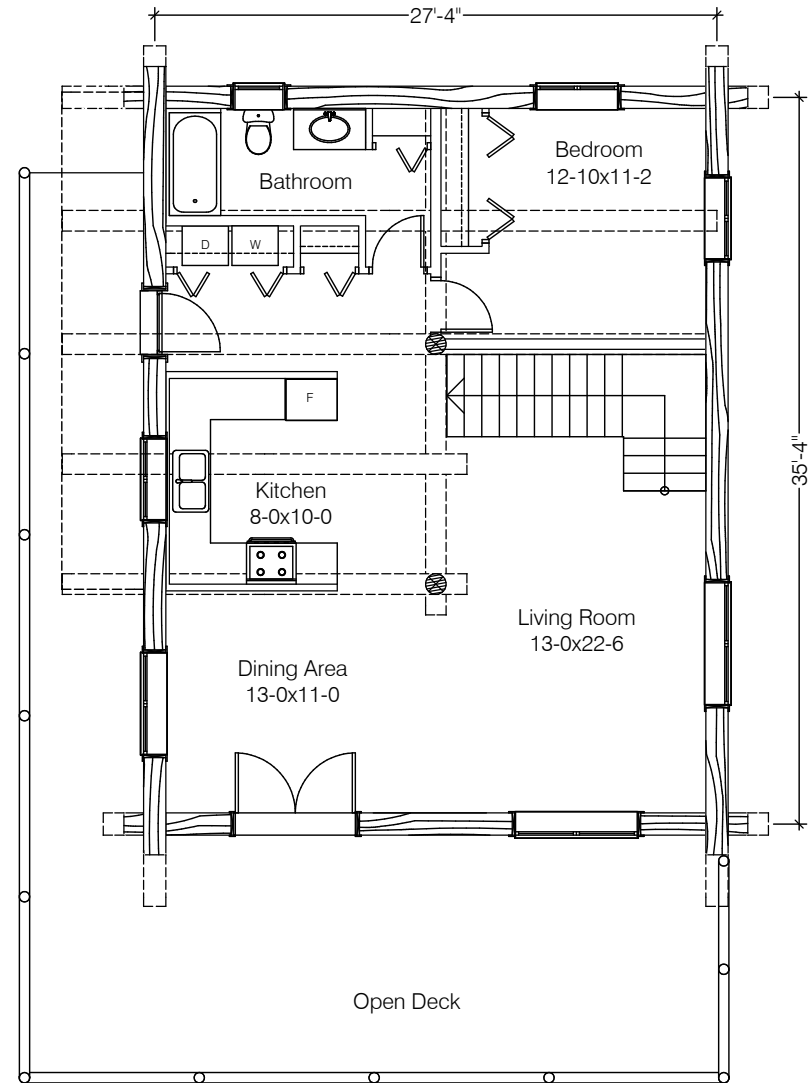 27'-4"
Bedroom
12-10x11-2
Bathroom
D
W
F
35'-4"
Kitchen
8-0x10-0
Living Room
13-0x22-6
Dining Area
13-0x11-0
Open Deck